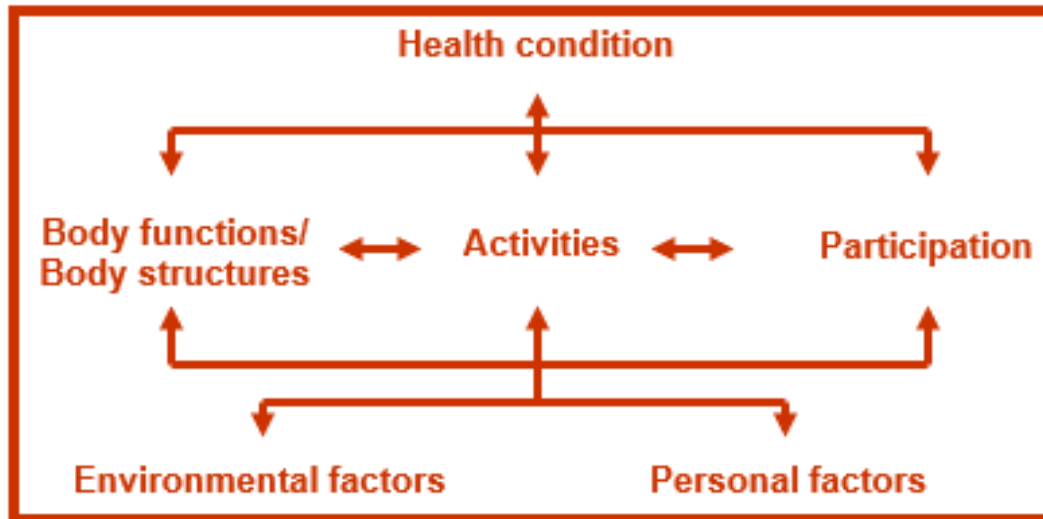 Health condition
Body functions/
Body structures
Activities
Participation
Environmental factors
Personal factors